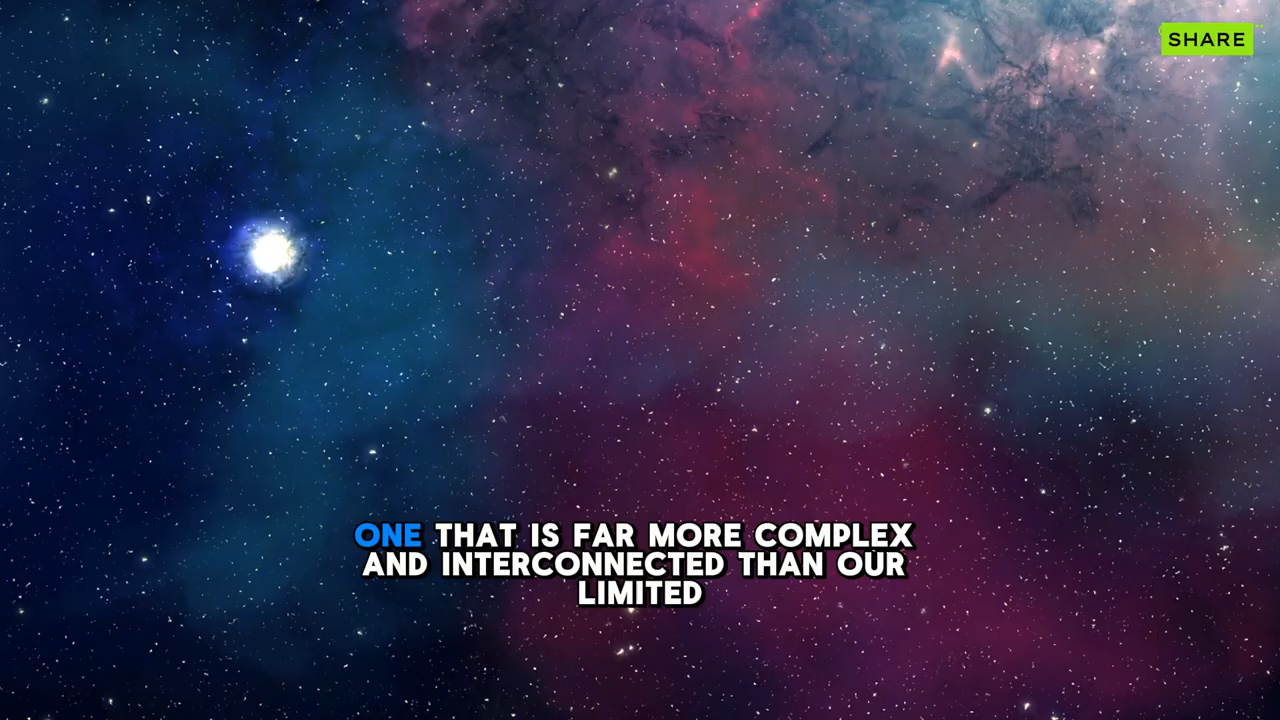 SHARE
ONE THAT IS FAR MORE COMPLEX
AND INTERCONNECTED THAN OUR
LIMITED